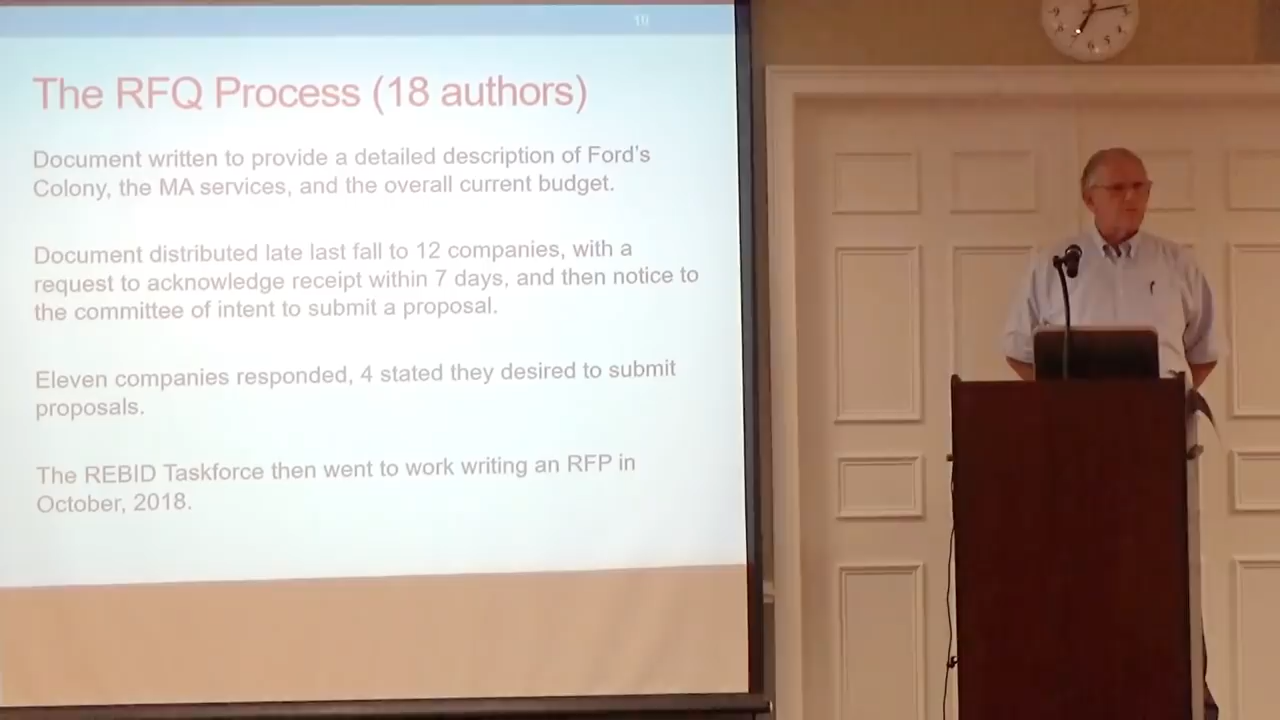 19
The RFQ Process (18 authors)
Document written to provide a detailed description of Ford's
Colony, the MA services, and the overall current budget.
Document distributed late last fall to 12 companies, with a
request to acknowledge receipt within 7 days, and then notice to
the committee of intent to submit a proposal.
Eleven companies responded, 4 stated they desired to submit
proposals.
The REBID Taskforce then went to work writing an RFP in
October, 2018.